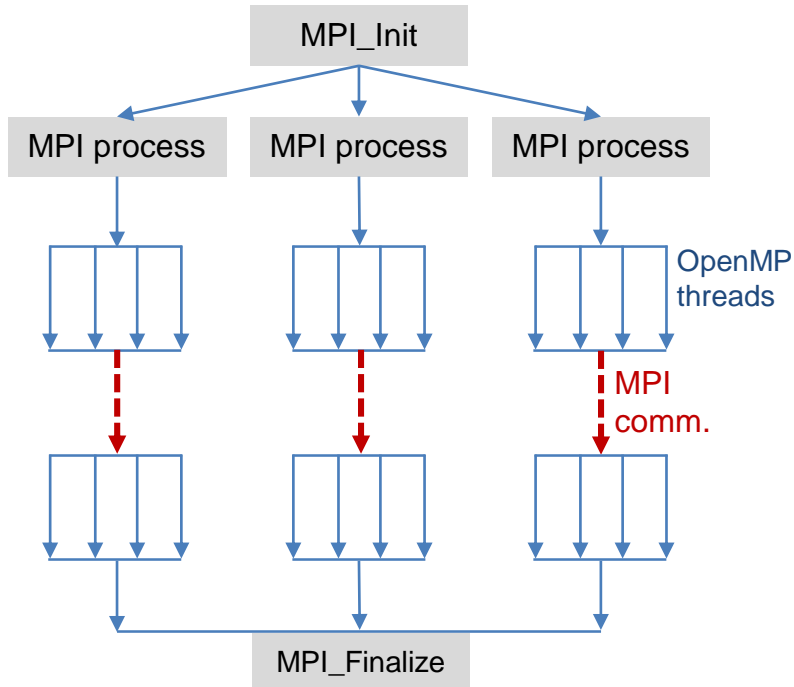 MPI_Init
MPI process
MPI process
MPI process
OpenMP
threads
MPI
comm.
MPI_Finalize